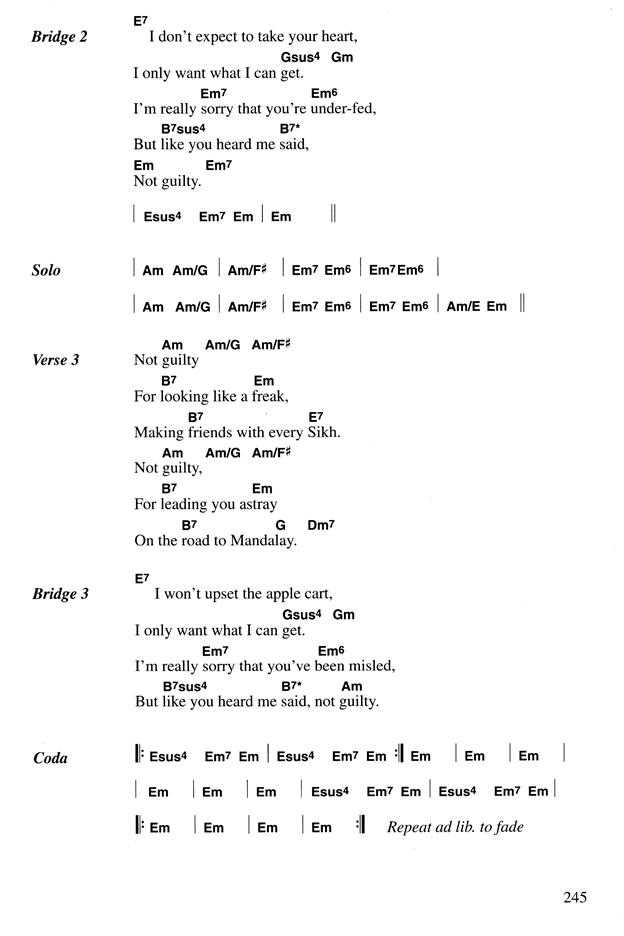 E7
Bridge 2 I don't expect to take your heart,
Gsus4 Gm
I only want what I can get.
Em7 Em6
I'm really sorry that you're under-fed,
B7sus4 B7*
But like you heard me said,
Em Em7
Not guilty.
| Esus4 Em7 Em | Em ||
Solo | Am Am/G | Am/F♯ | Em7 Em6 | Em7 Em6 |
| Am Am/G | Am/F♯ | Em7 Em6 | Em7 Em6 | Am/E Em ||
Am Am/G Am/F♯
Verse 3 Not guilty
B7 Em
For looking like a freak,
B7 E7
Making friends with every Sikh.
Am Am/G Am/F♯
Not guilty,
B7 Em
For leading you astray
B7 G Dm7
On the road to Mandalay.
E7
Bridge 3 I won't upset the apple cart,
Gsus4 Gm
I only want what I can get.
Em7 Em6
I'm really sorry that you've been misled,
B7sus4 B7* Am
But like you heard me said, not guilty.
Coda ‖: Esus4 Em7 Em | Esus4 Em7 Em :‖ Em | Em | Em |
| Em | Em | Em | Esus4 Em7 Em | Esus4 Em7 Em |
‖: Em | Em | Em | Em :‖ Repeat ad lib. to fade
245